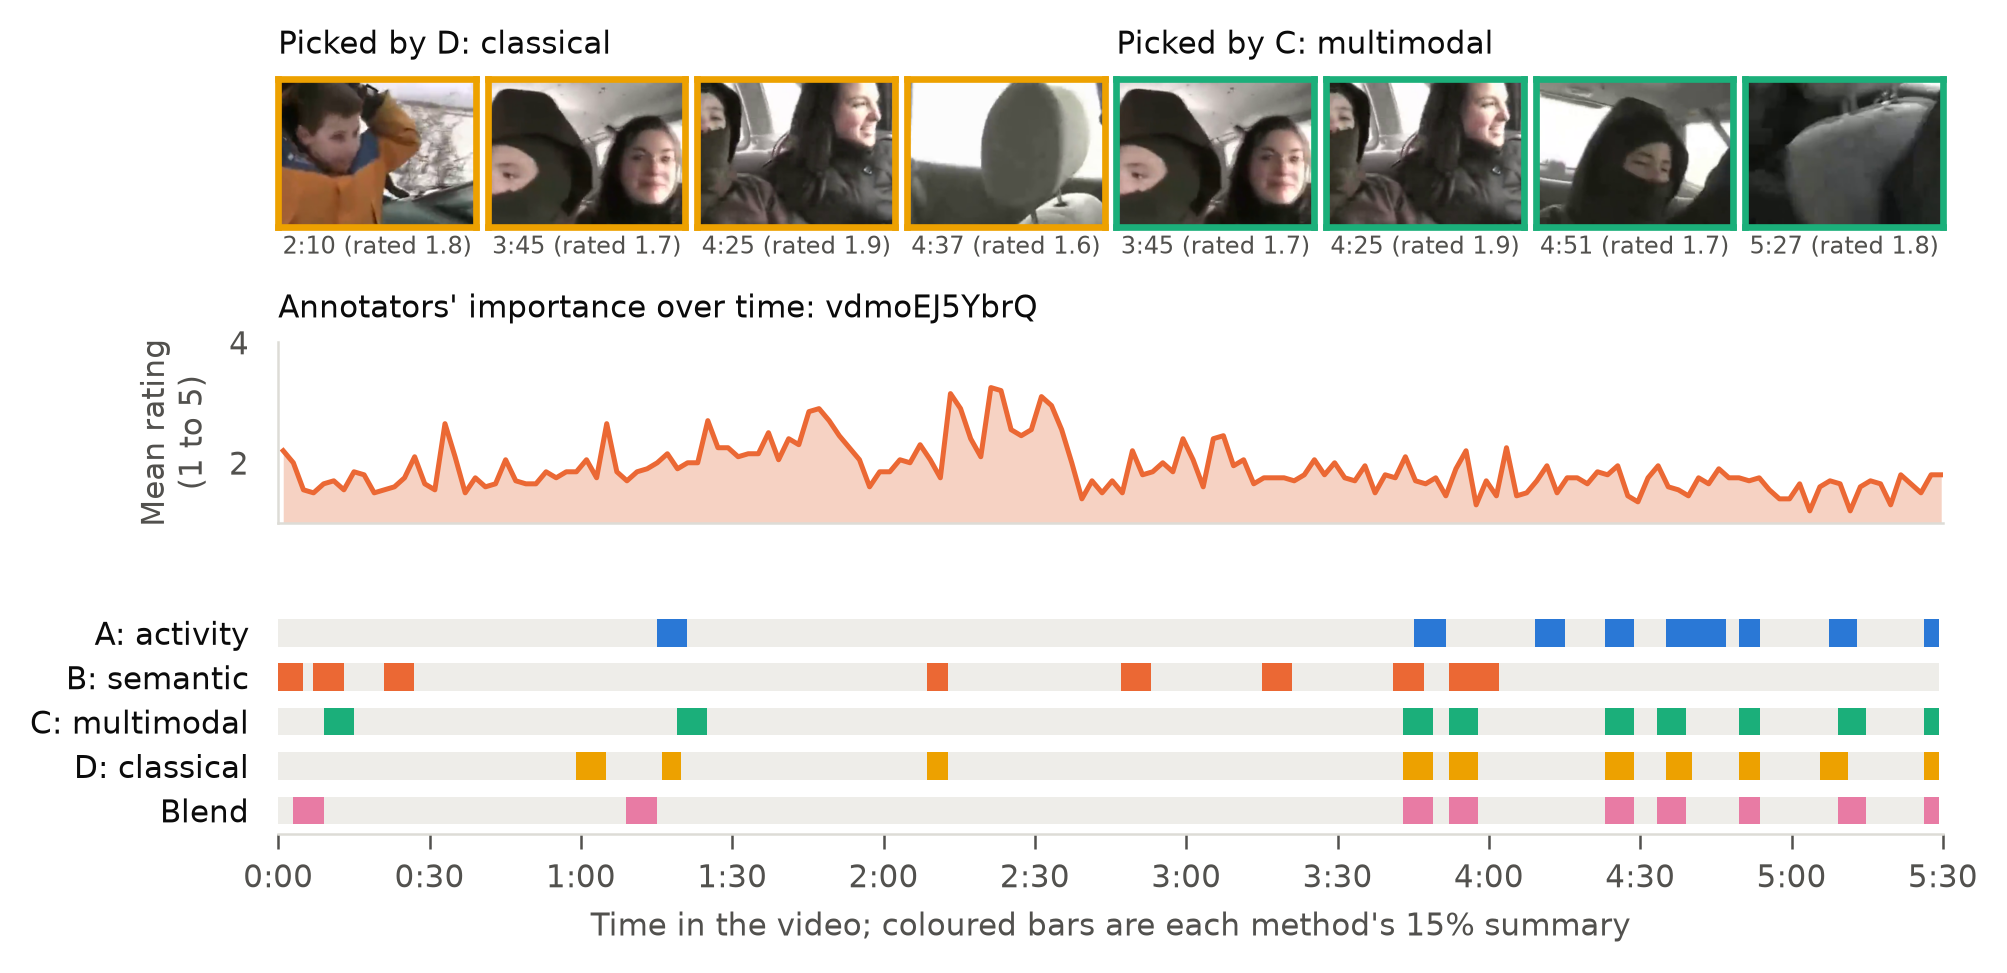 Picked by D: classical
Picked by C: multimodal
2:10 (rated 1.8)
3:45 (rated 1.7)
4:25 (rated 1.9)
4:37 (rated 1.6)
3:45 (rated 1.7)
4:25 (rated 1.9)
4:51 (rated 1.7)
5:27 (rated 1.8)
Annotators' importance over time: vdmoEJ5YbrQ
Mean rating
(1 to 5)
4
2
A: activity
B: semantic
C: multimodal
D: classical
Blend
0:00
0:30
1:00
1:30
2:00
2:30
3:00
3:30
4:00
4:30
5:00
5:30
Time in the video; coloured bars are each method's 15% summary